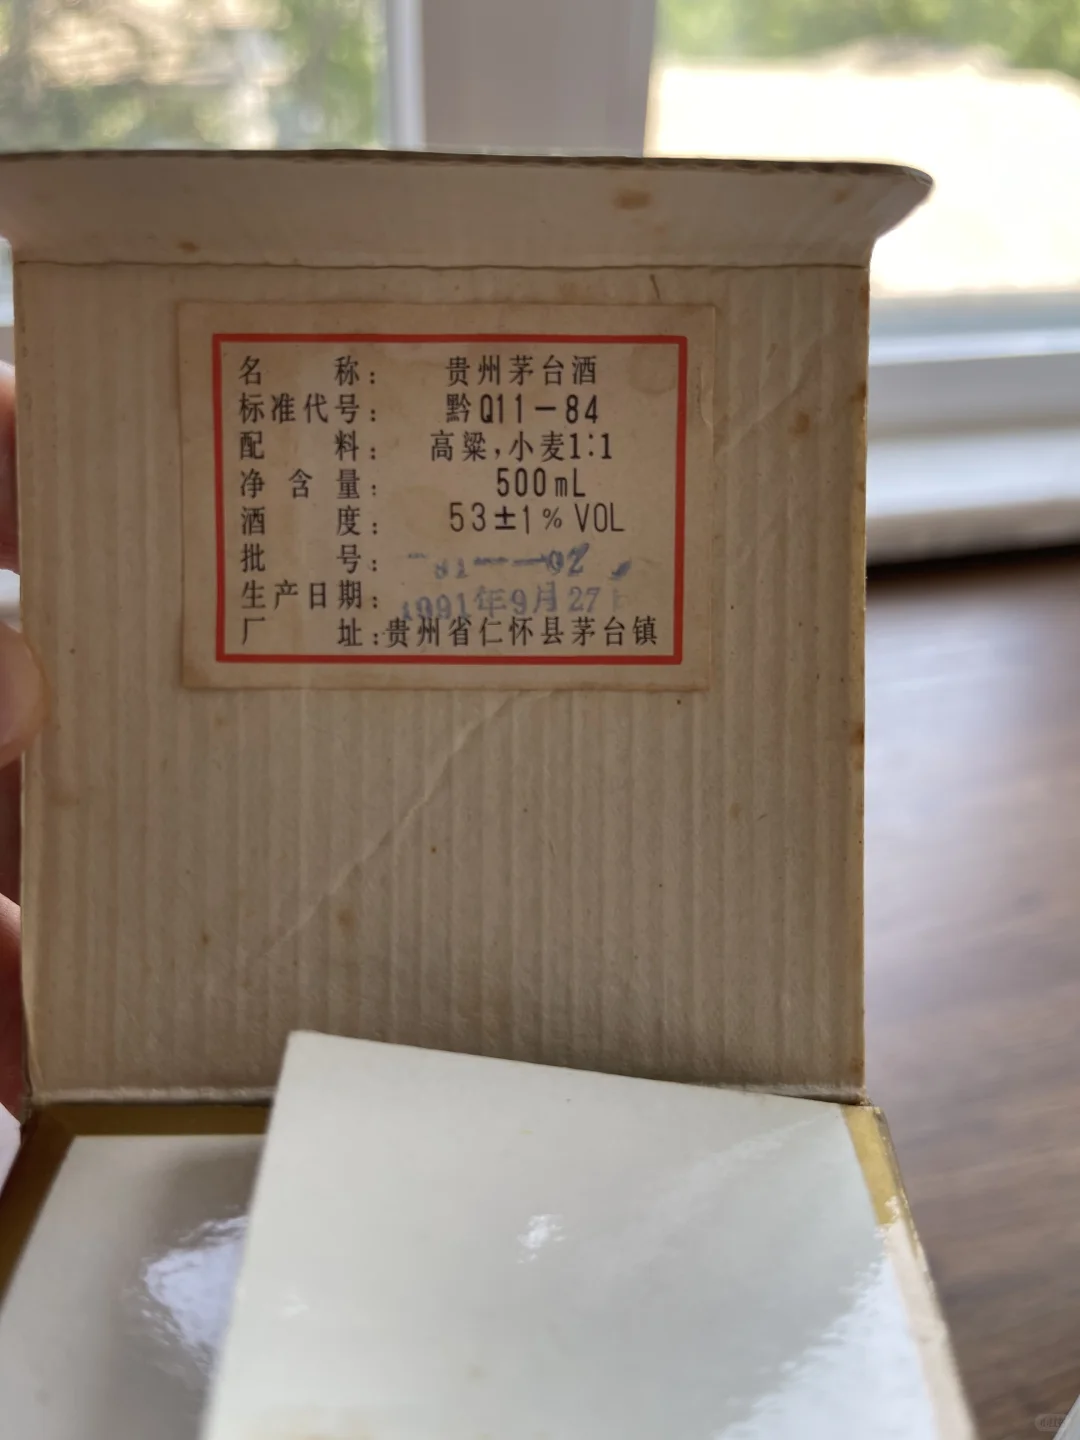 名称：贵州茅台酒
标准代号：黔Q11-84
配料：高粱，小麦1:1
净含量：500mL
酒度：53±1%VOL
批号：
生产日期：1991年9月27日
厂址：贵州省仁怀县茅台镇